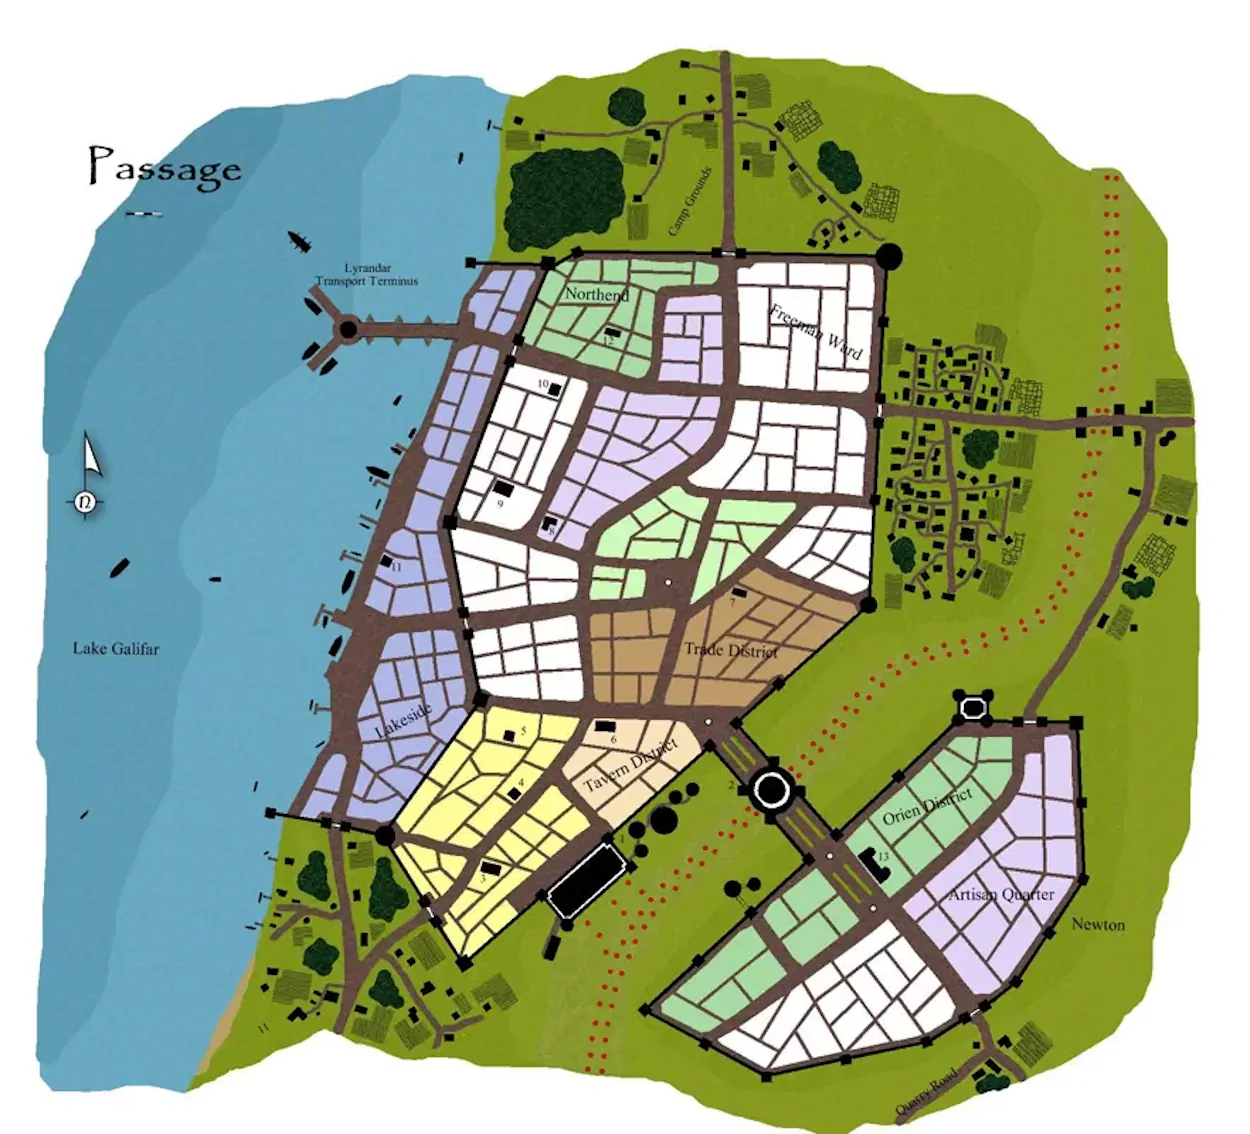 Passage
Camp Grounds
Lyrandar
Transport Terminus
Northend
Freeman Ward
12
10
9
8
11
7
Trade District
Lake Galifar
Lakeside
5
6
Tavern District
4
2
1
3
Orien District
13
Artisan Quarter
Newton
Quarry Road
n